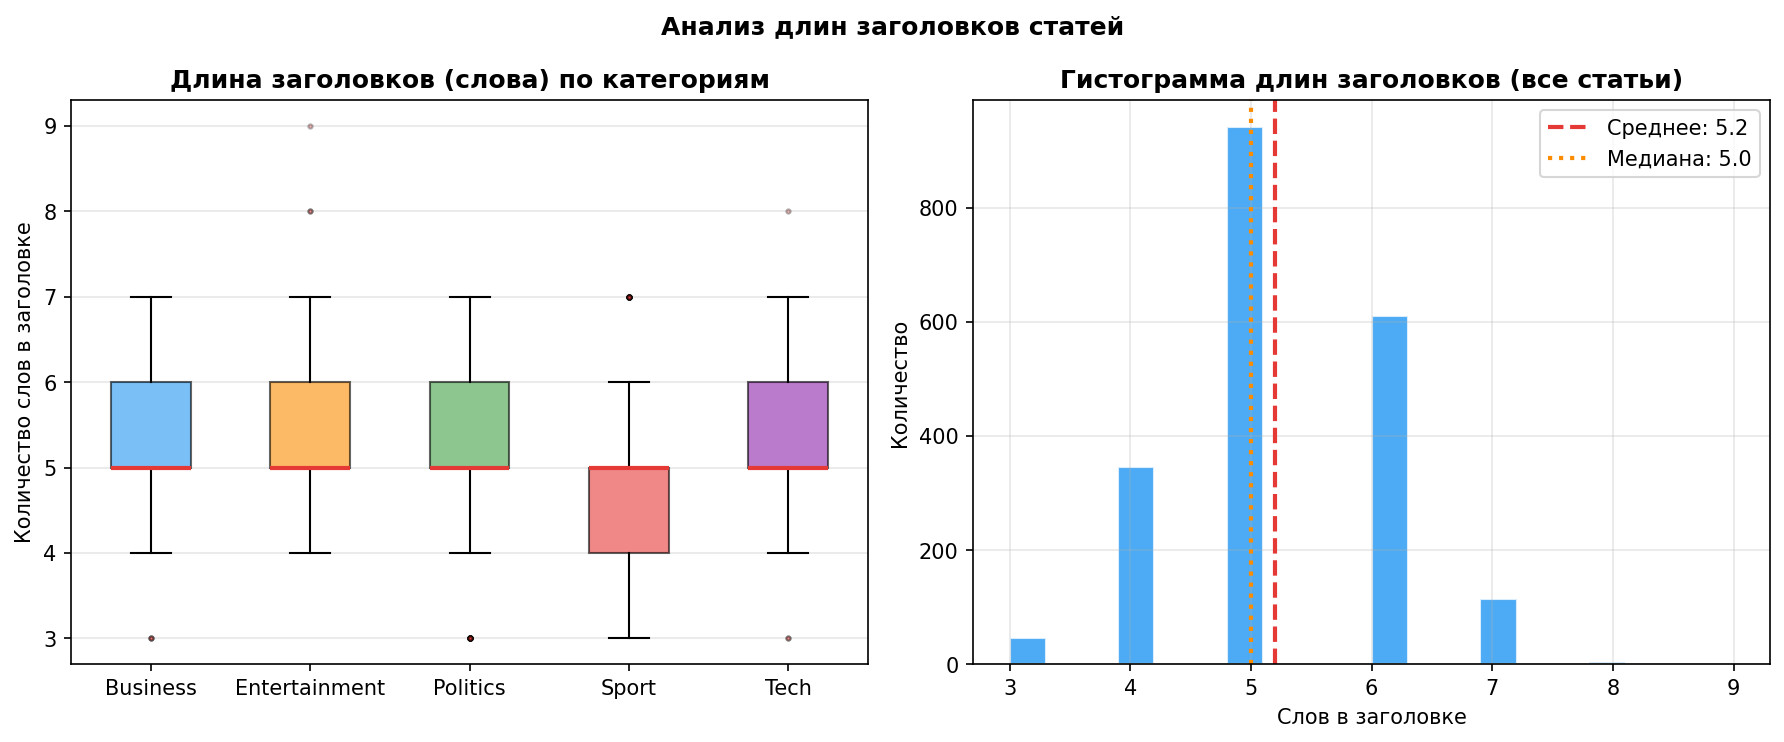 Анализ длин заголовков статей
Длина заголовков (слова) по категориям
Количество слов в заголовке
9
8
7
6
5
4
3
Business Entertainment Politics Sport Tech
Гистограмма длин заголовков (все статьи)
Среднее: 5.2
Медиана: 5.0
Количество
800
600
400
200
0
3 4 5 6 7 8 9
Слов в заголовке